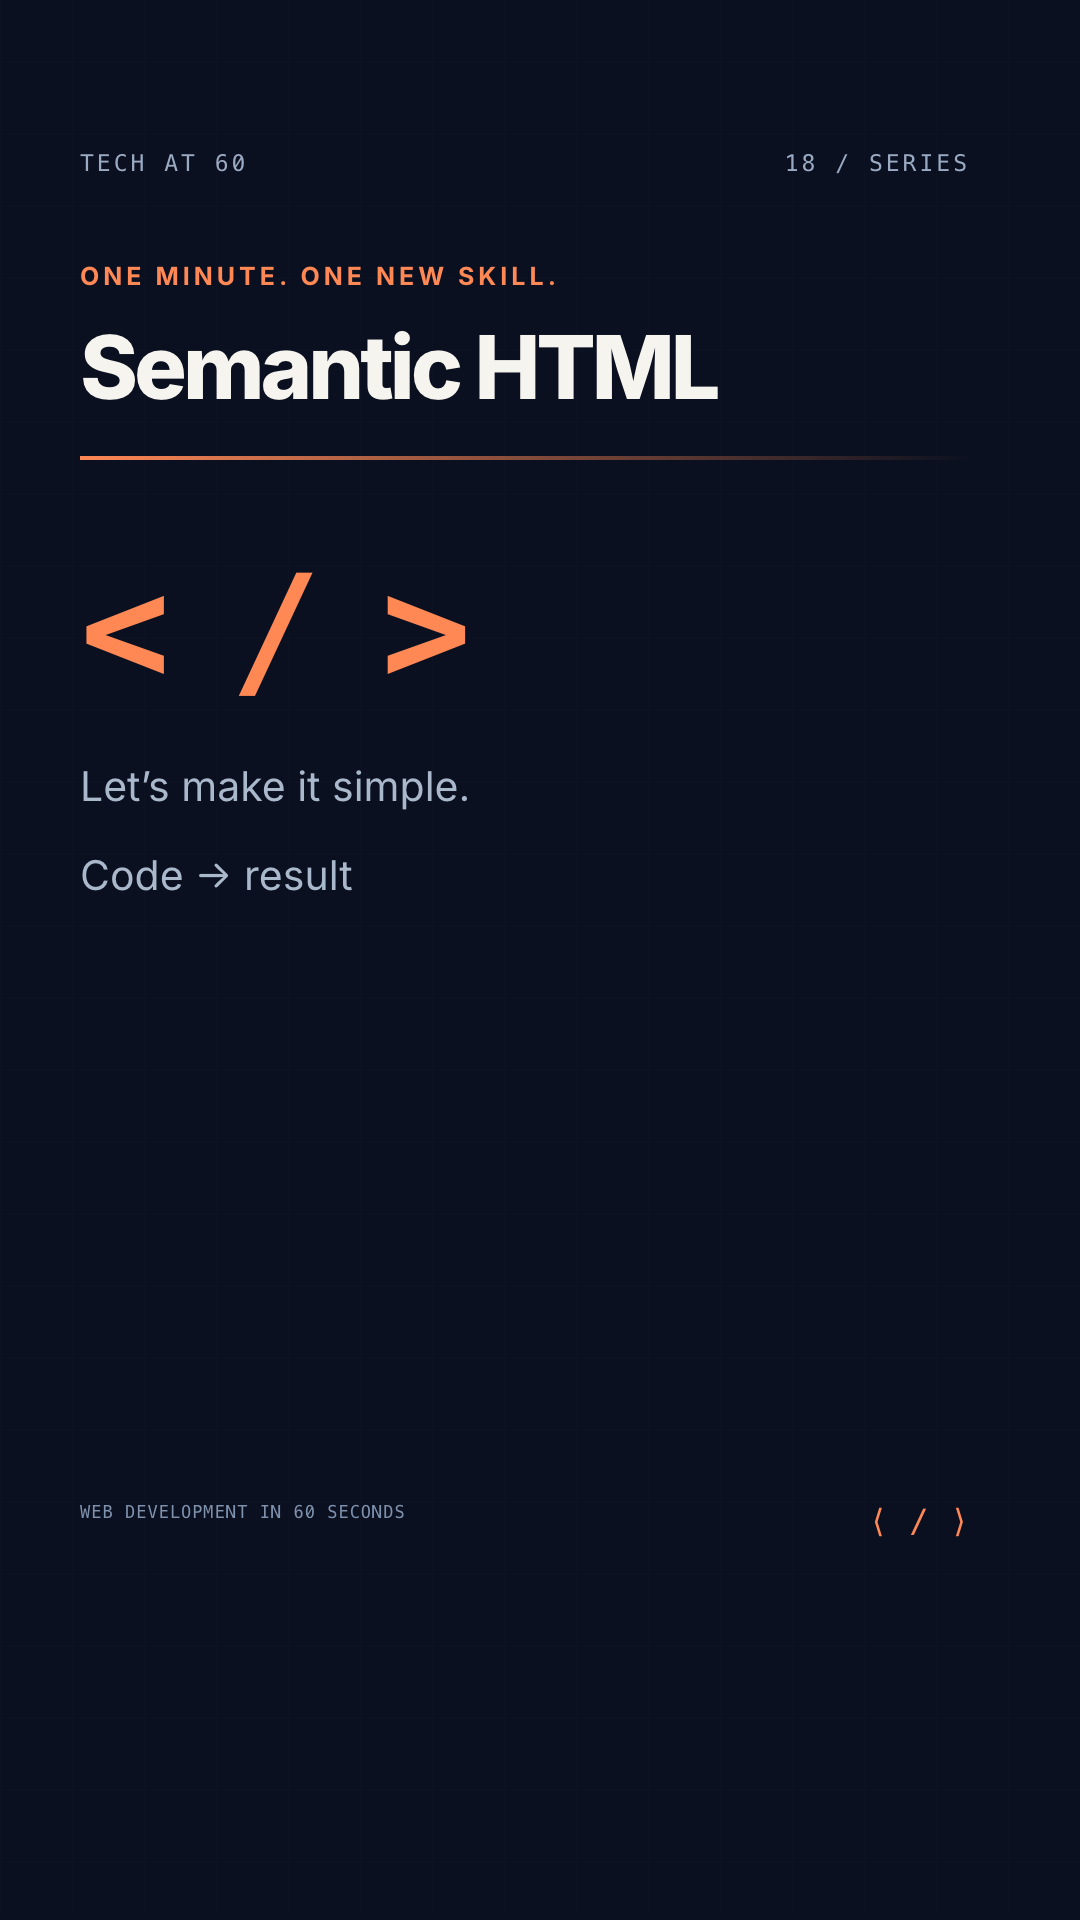 TECH AT 60
18 / SERIES
ONE MINUTE. ONE NEW SKILL.
Semantic HTML
< / >
Let’s make it simple.
Code → result
WEB DEVELOPMENT IN 60 SECONDS
⟨ / ⟩